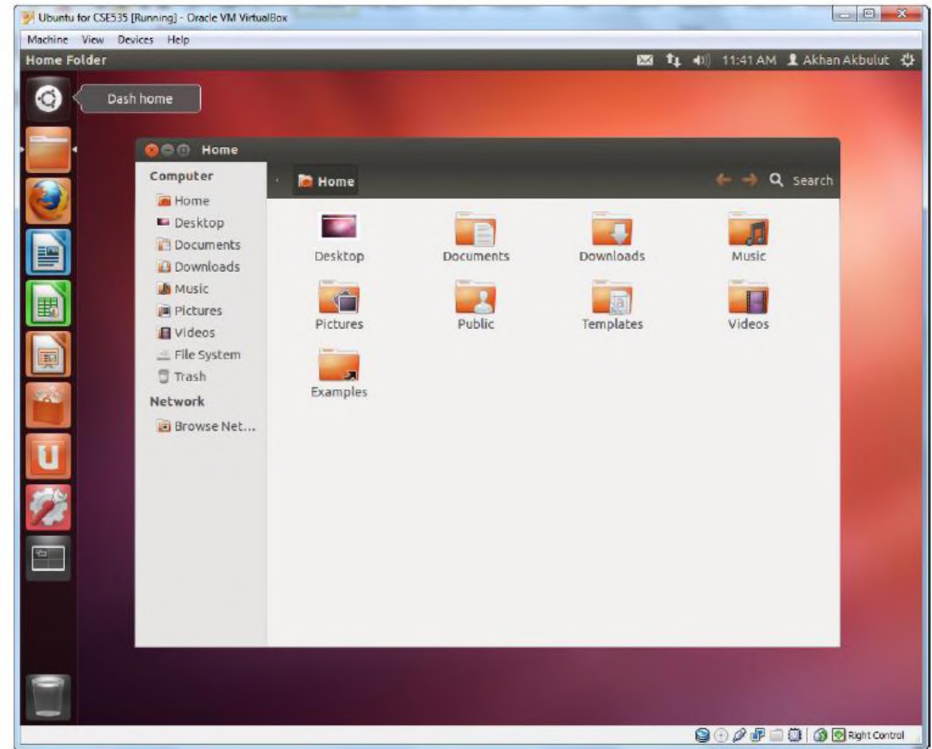 Ubuntu for CSE535 [Running] - Oracle VM VirtualBox
Machine View Devices Help
Home Folder 11:41 AM Akhan Akbulut
Dash home
Home
Computer
Home
Desktop
Documents
Downloads
Music
Pictures
Videos
File System
Trash
Network
Browse Net...
Home Search
Desktop Documents Downloads Music
Pictures Public Templates Videos
Examples
Right Control